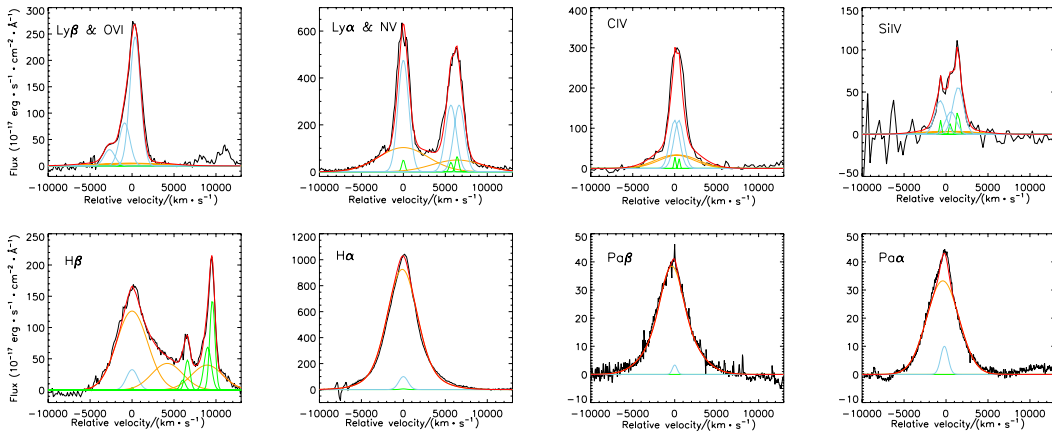 Lyβ & OVI
Lyα & NV
CIV
SiIV
Flux (10⁻¹⁷ erg • s⁻¹ • cm⁻² • Å⁻¹)
300
250
200
150
100
50
0
−50
600
400
200
0
400
300
200
100
0
100
50
0
−50
−10000 −5000 0 5000 10000
−10000 −5000 0 5000 10000
−10000 −5000 0 5000 10000
−10000 −5000 0 5000 10000
Relative velocity/(km • s⁻¹)
Relative velocity/(km • s⁻¹)
Relative velocity/(km • s⁻¹)
Relative velocity/(km • s⁻¹)
Hβ
Hα
Paβ
Paα
Flux (10⁻¹⁷ erg • s⁻¹ • cm⁻² • Å⁻¹)
250
200
150
100
50
0
1200
1000
800
600
400
200
0
50
40
30
20
10
0
−10
50
40
30
20
10
0
−10
−10000 −5000 0 5000 10000
−10000 −5000 0 5000 10000
−10000 −5000 0 5000 10000
−10000 −5000 0 5000 10000
Relative velocity/(km • s⁻¹)
Relative velocity/(km • s⁻¹)
Relative velocity/(km • s⁻¹)
Relative velocity/(km • s⁻¹)